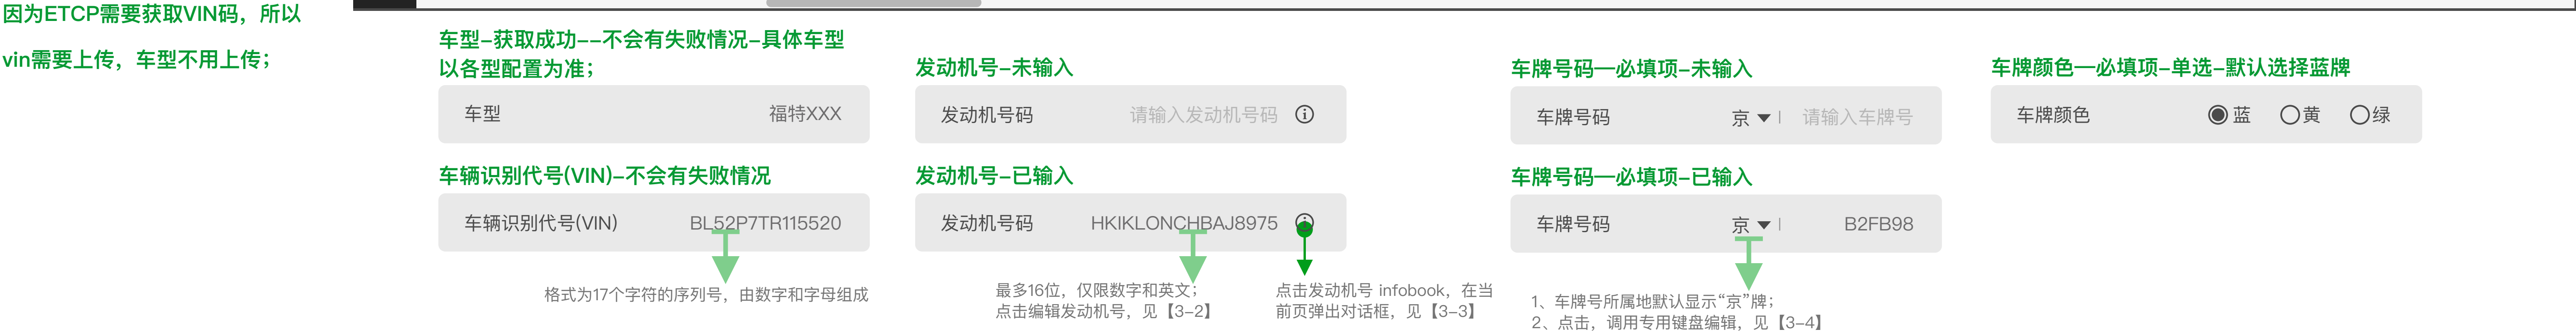 因为ETCP需要获取VIN码，所以
vin需要上传，车型不用上传；
车型-获取成功--不会有失败情况-具体车型
以各型配置为准；
车型 福特XXX
车辆识别代号(VIN)-不会有失败情况
车辆识别代号(VIN) BL52P7TR115520
格式为17个字符的序列号，由数字和字母组成
发动机号-未输入
发动机号码 请输入发动机号码
发动机号-已输入
发动机号码 HKIKLONCHBAJ8975
最多16位，仅限数字和英文；
点击编辑发动机号，见【3-2】
点击发动机号 infobook，在当
前页弹出对话框，见【3-3】
车牌号码—必填项-未输入
车牌号码 京 请输入车牌号
车牌号码—必填项-已输入
车牌号码 京 B2FB98
1、车牌号所属地默认显示“京”牌；
2、点击，调用专用键盘编辑，见【3-4】
车牌颜色—必填项-单选-默认选择蓝牌
车牌颜色 蓝 黄 绿